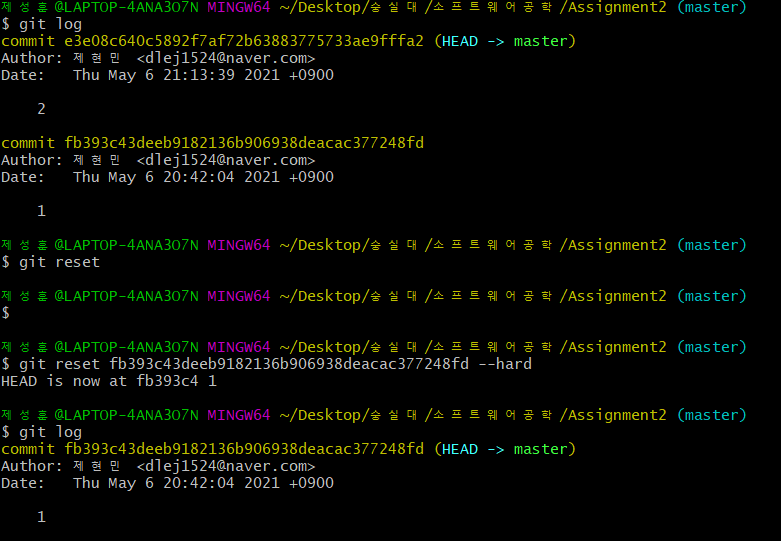 제성훈@LAPTOP-4ANA3O7N MINGW64 ~/Desktop/숭실대/소프트웨어공학/Assignment2 (master)
$ git log
commit e3e08c640c5892f7af72b63883775733ae9fffa2 (HEAD -> master)
Author: 제현민 <dlej1524@naver.com>
Date:   Thu May 6 21:13:39 2021 +0900
    2
commit fb393c43deeb9182136b906938deacac377248fd
Author: 제현민 <dlej1524@naver.com>
Date:   Thu May 6 20:42:04 2021 +0900
    1
제성훈@LAPTOP-4ANA3O7N MINGW64 ~/Desktop/숭실대/소프트웨어공학/Assignment2 (master)
$ git reset
제성훈@LAPTOP-4ANA3O7N MINGW64 ~/Desktop/숭실대/소프트웨어공학/Assignment2 (master)
$
제성훈@LAPTOP-4ANA3O7N MINGW64 ~/Desktop/숭실대/소프트웨어공학/Assignment2 (master)
$ git reset fb393c43deeb9182136b906938deacac377248fd --hard
HEAD is now at fb393c4 1
제성훈@LAPTOP-4ANA3O7N MINGW64 ~/Desktop/숭실대/소프트웨어공학/Assignment2 (master)
$ git log
commit fb393c43deeb9182136b906938deacac377248fd (HEAD -> master)
Author: 제현민 <dlej1524@naver.com>
Date:   Thu May 6 20:42:04 2021 +0900
    1